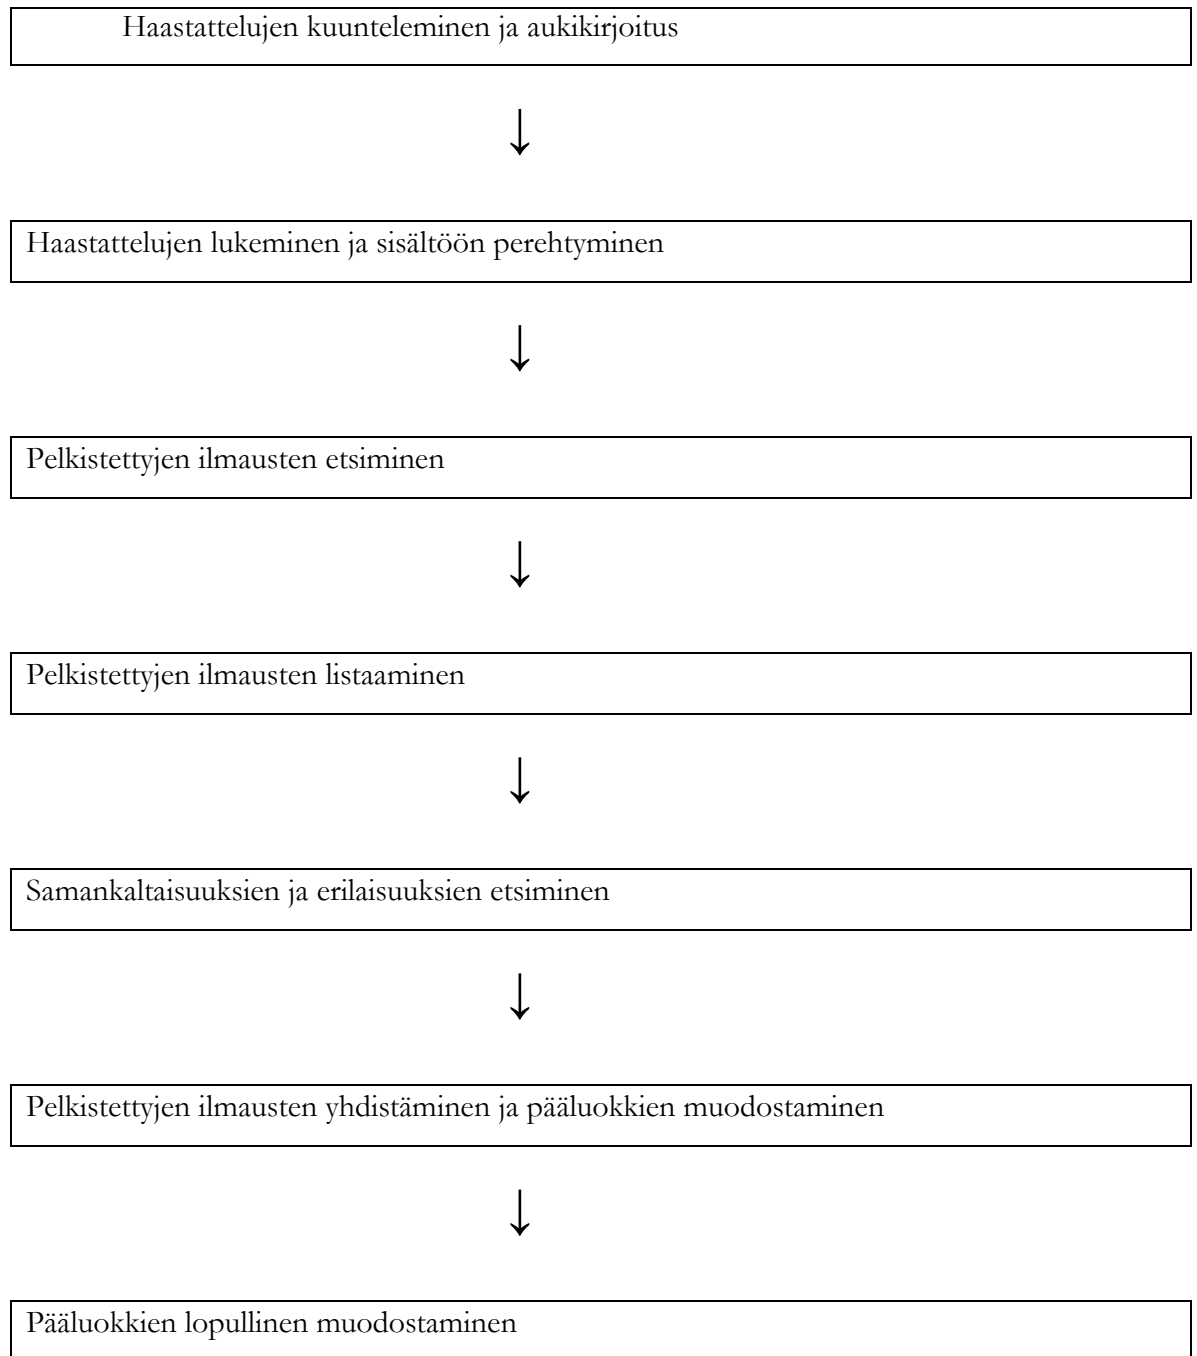 Haastattelujen kuunteleminen ja aukikirjoitus
↓
Haastattelujen lukeminen ja sisältöön perehtyminen
↓
Pelkistettyjen ilmausten etsiminen
↓
Pelkistettyjen ilmausten listaaminen
↓
Samankaltaisuuksien ja erilaisuuksien etsiminen
↓
Pelkistettyjen ilmausten yhdistäminen ja pääluokkien muodostaminen
↓
Pääluokkien lopullinen muodostaminen